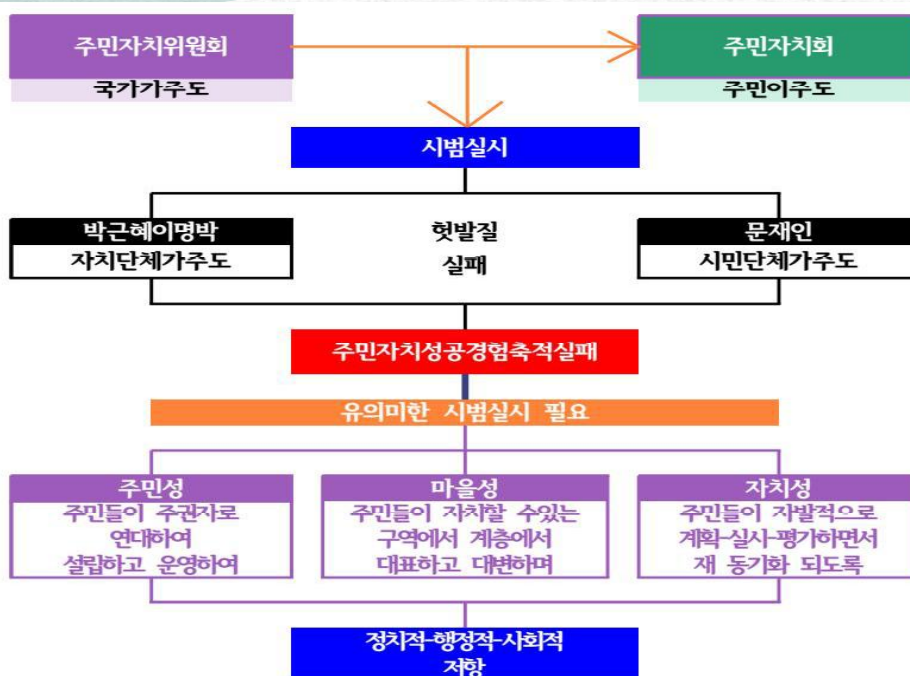 주민자치위원회
주민자치회
국가가주도
주민이주도
시범실시
박근혜이명박
헛발질
문재인
자치단체가주도
실패
시민단체가주도
주민자치성공경험축적실패
유의미한 시범실시 필요
주민성
주민들이 주권자로
연대하여
설립하고 운영하여
마을성
주민들이 자치할 수있는
구역에서 계층에서
대표하고 대변하며
자치성
주민들이 자발적으로
계획-실시-평가하면서
재 동기화 되도록
정치적-행정적-사회적
저항